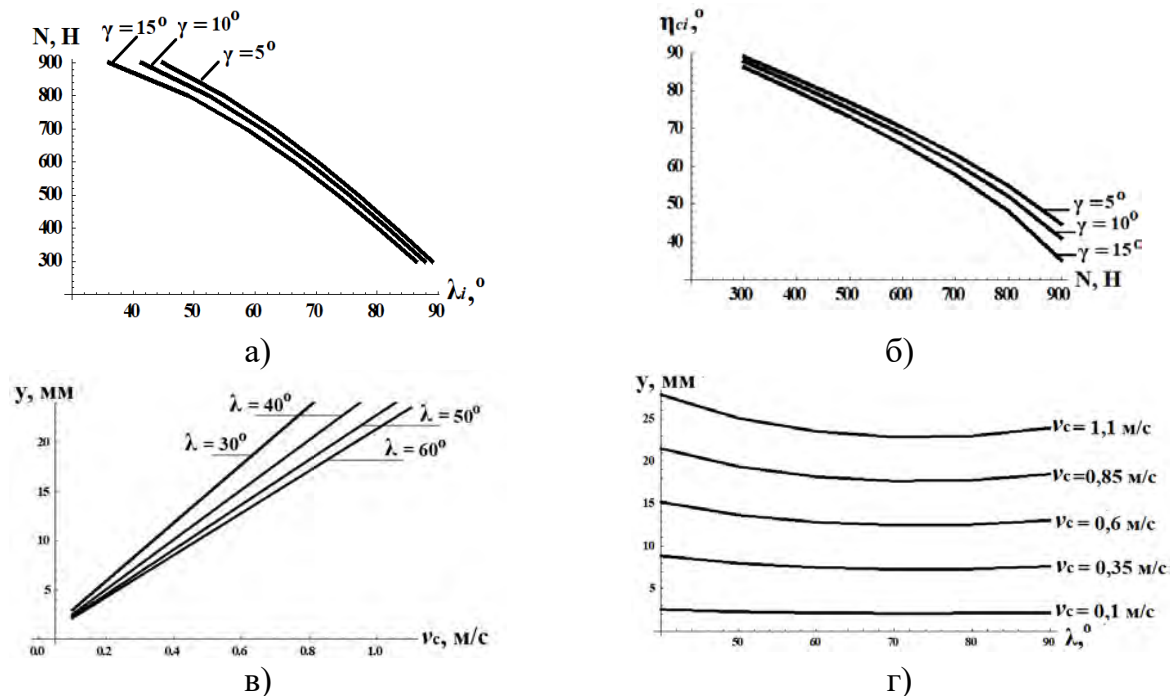 N, Н
γ = 15°
γ = 10°
γ = 5°
900
800
700
600
500
400
300
40
50
60
70
80
90
λi,°
а)
ηci,°
90
80
70
60
50
40
γ = 5°
γ = 10°
γ = 15°
300
400
500
600
700
800
900
N, Н
б)
y, мм
20
15
10
5
λ = 40°
λ = 50°
λ = 30°
λ = 60°
0.0
0.2
0.4
0.6
0.8
1.0
vc, м/с
в)
y, мм
25
20
15
10
5
vc = 1,1 м/с
vc =0,85 м/с
vc = 0,6 м/с
vc = 0,35 м/с
vc = 0,1 м/с
50
60
70
80
90
λ,°
г)